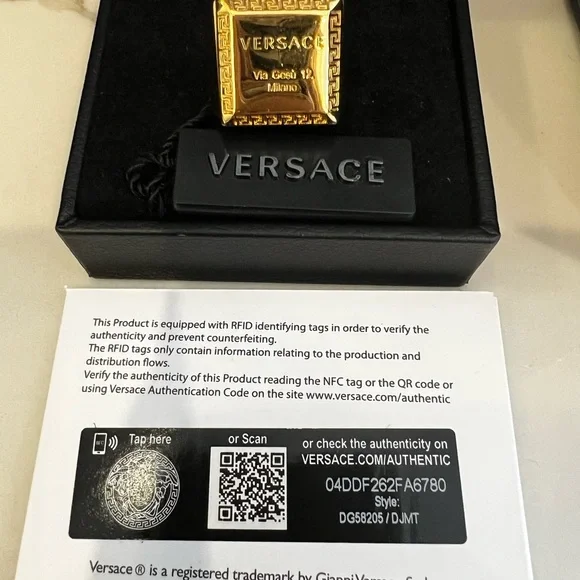 VERSACE
Via Gesù 12,
Milano
VERSACE
This Product is equipped with RFID identifying tags in order to verify the
authenticity and prevent counterfeiting.
The RFID tags only contain information relating to the production and
distribution flows.
Verify the authenticity of this Product reading the NFC tag or the QR code or
using Versace Authentication Code on the site www.versace.com/authentic
Tap here
or Scan
or check the authenticity on
VERSACE.COM/AUTHENTIC
04DDF262FA6780
Style:
DG58205 / DJMT
Versace ® is a registered trademark by Gianni